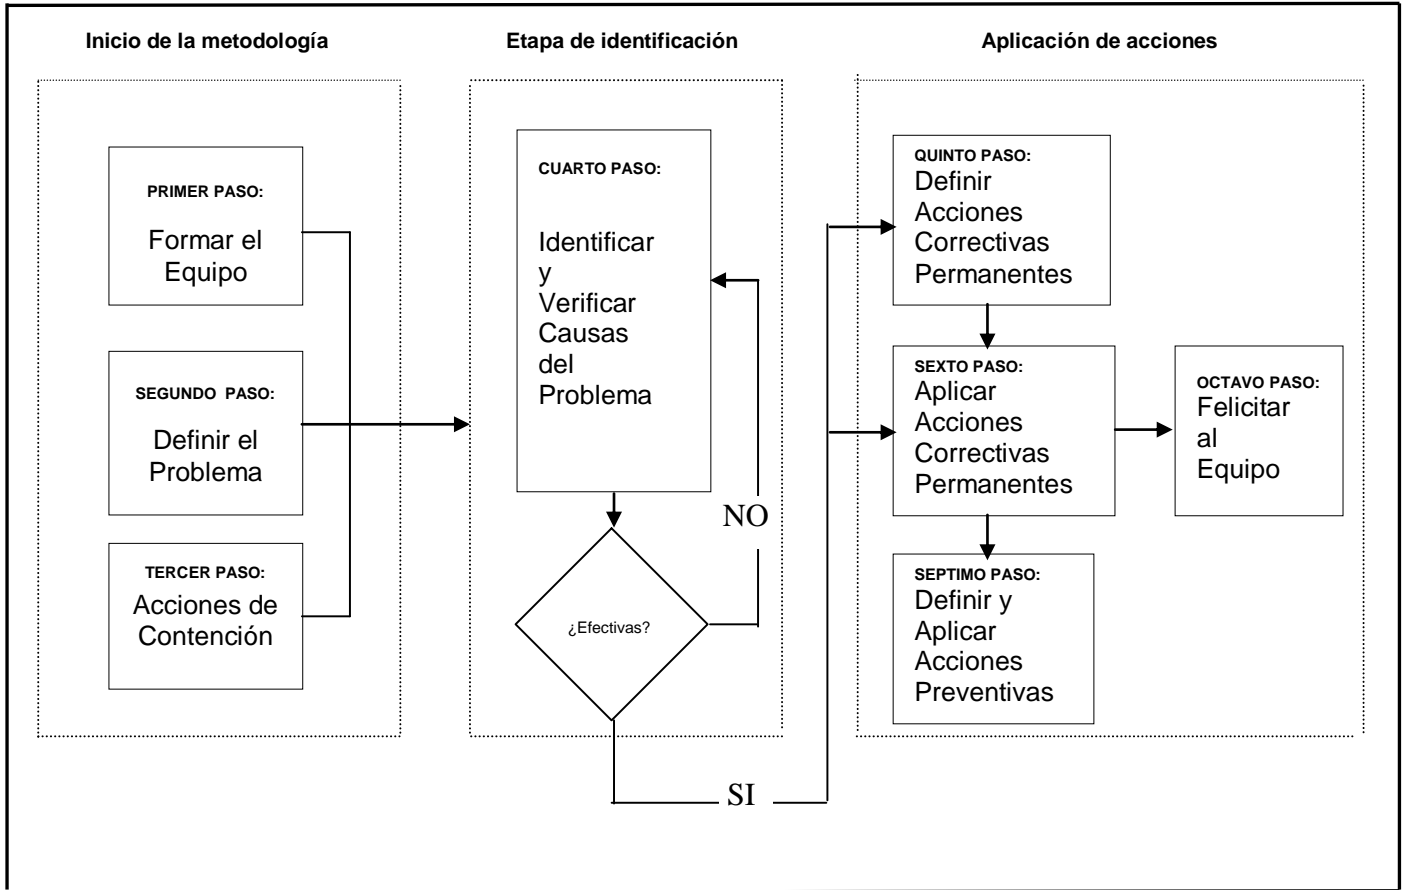 Inicio de la metodología
Etapa de identificación
Aplicación de acciones
PRIMER PASO:
Formar el
Equipo
SEGUNDO PASO:
Definir el
Problema
TERCER PASO:
Acciones de
Contención
CUARTO PASO:
Identificar
y
Verificar
Causas
del
Problema
NO
¿Efectivas?
SI
QUINTO PASO:
Definir
Acciones
Correctivas
Permanentes
SEXTO PASO:
Aplicar
Acciones
Correctivas
Permanentes
OCTAVO PASO:
Felicitar
al
Equipo
SEPTIMO PASO:
Definir y
Aplicar
Acciones
Preventivas